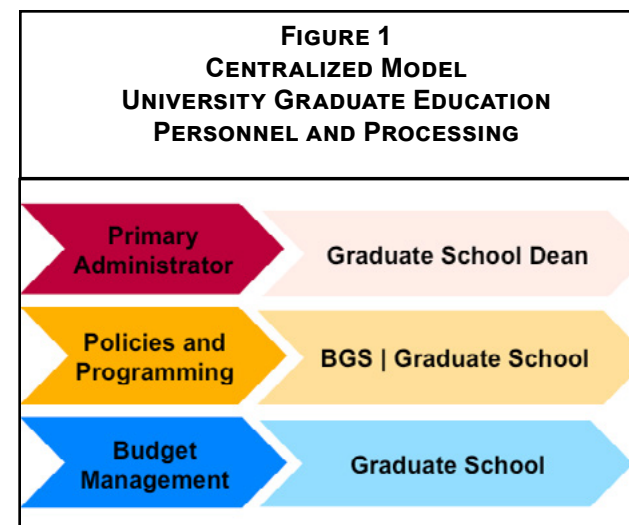 FIGURE 1
CENTRALIZED MODEL
UNIVERSITY GRADUATE EDUCATION
PERSONNEL AND PROCESSING
Primary
Administrator
Graduate School Dean
Policies and
Programming
BGS | Graduate School
Budget
Management
Graduate School